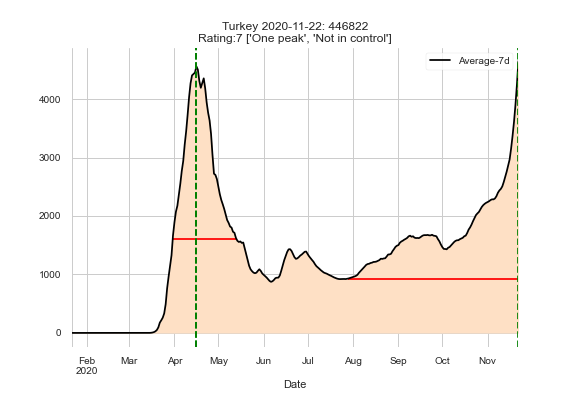 Turkey 2020-11-22: 446822
Rating:7 ['One peak', 'Not in control']
Average-7d
4000
3000
2000
1000
0
Feb Mar Apr May Jun Jul Aug Sep Oct Nov
2020
Date